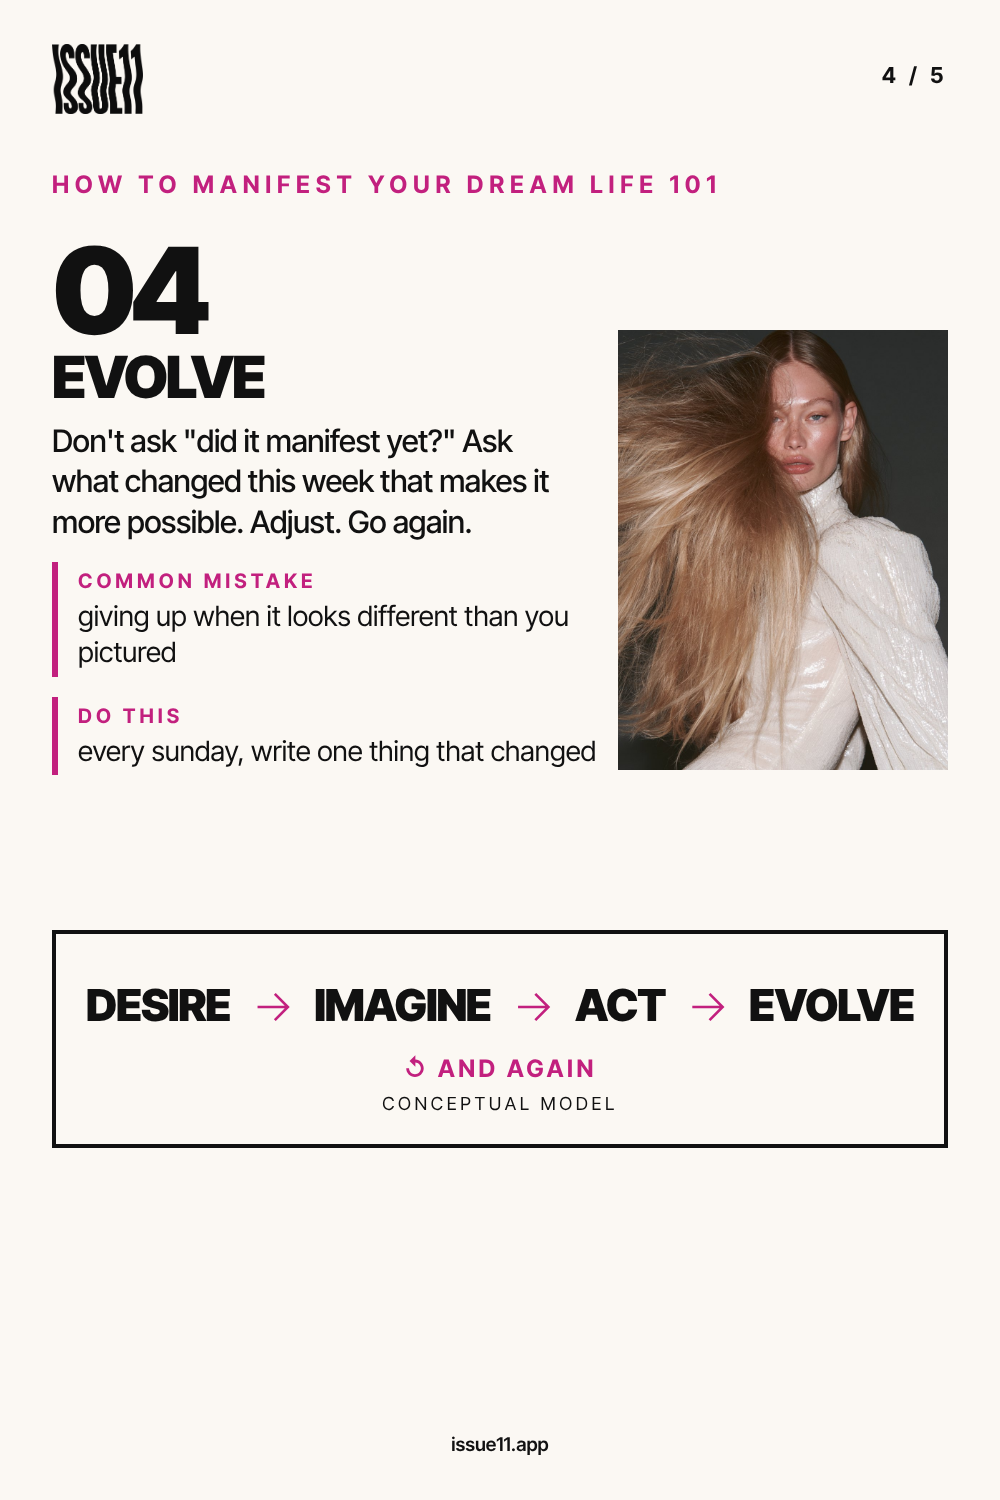 ISSUE11
4 / 5
HOW TO MANIFEST YOUR DREAM LIFE 101
04
EVOLVE
Don't ask "did it manifest yet?" Ask
what changed this week that makes it
more possible. Adjust. Go again.
COMMON MISTAKE
giving up when it looks different than you
pictured
DO THIS
every sunday, write one thing that changed
DESIRE → IMAGINE → ACT → EVOLVE
↺ AND AGAIN
CONCEPTUAL MODEL
issue11.app